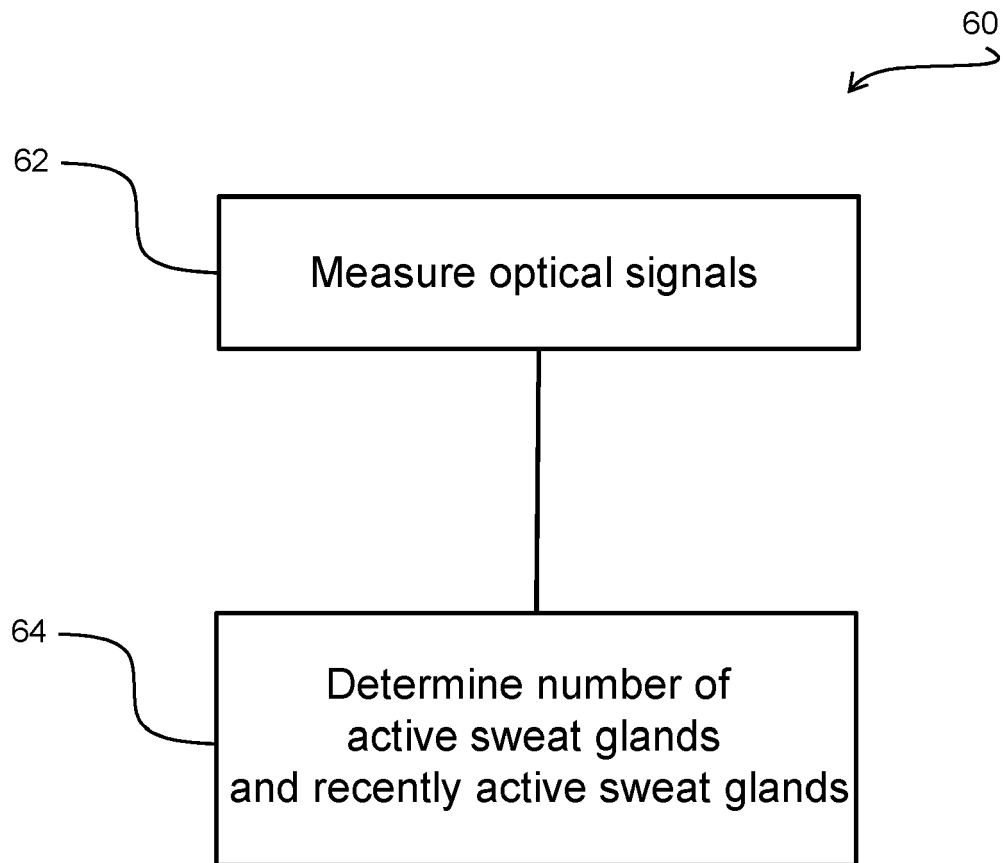 60
62
Measure optical signals
64
Determine number of
active sweat glands
and recently active sweat glands